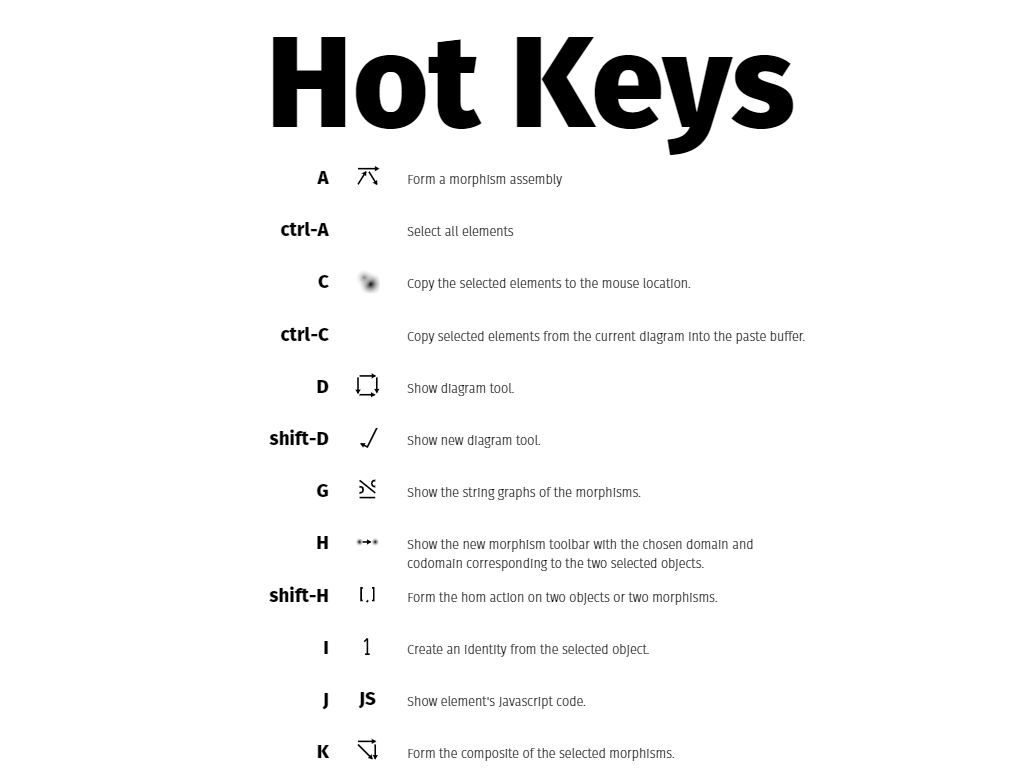 Hot Keys
A Form a morphism assembly
ctrl-A Select all elements
C Copy the selected elements to the mouse location.
ctrl-C Copy selected elements from the current diagram into the paste buffer.
D Show diagram tool.
shift-D Show new diagram tool.
G Show the string graphs of the morphisms.
H Show the new morphism toolbar with the chosen domain and
codomain corresponding to the two selected objects.
shift-H [,] Form the hom action on two objects or two morphisms.
I 1 Create an identity from the selected object.
J JS Show element's Javascript code.
K Form the composite of the selected morphisms.